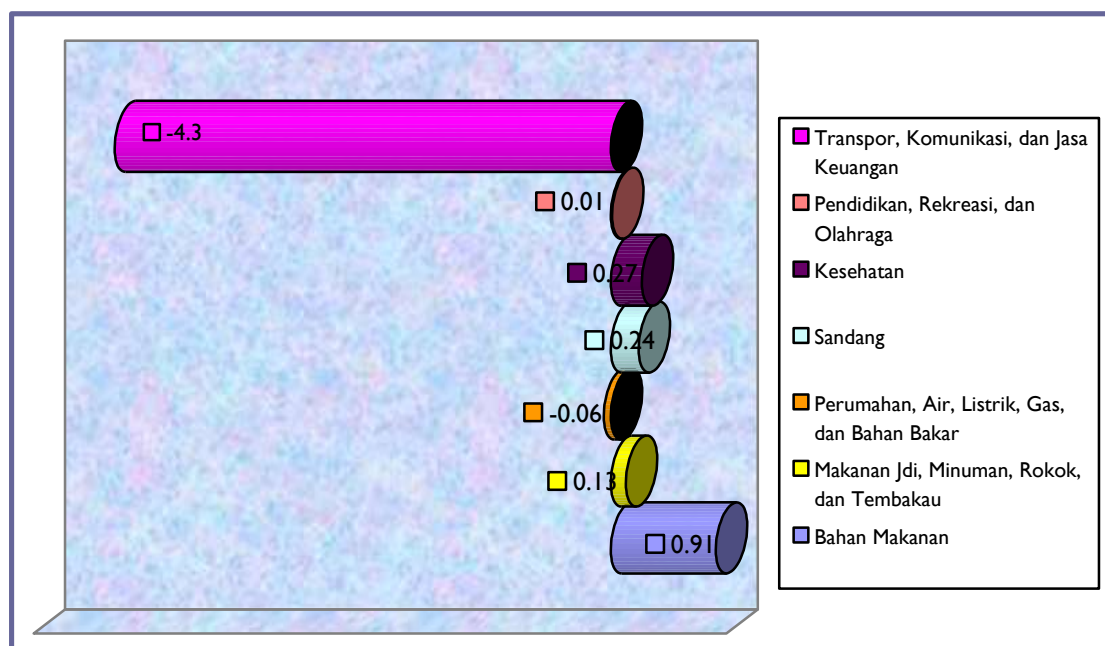 -4.3
0.01
0.27
0.24
-0.06
0.13
0.91
Transpor, Komunikasi, dan Jasa
Keuangan
Pendidikan, Rekreasi, dan
Olahraga
Kesehatan
Sandang
Perumahan, Air, Listrik, Gas,
dan Bahan Bakar
Makanan Jdi, Minuman, Rokok,
dan Tembakau
Bahan Makanan